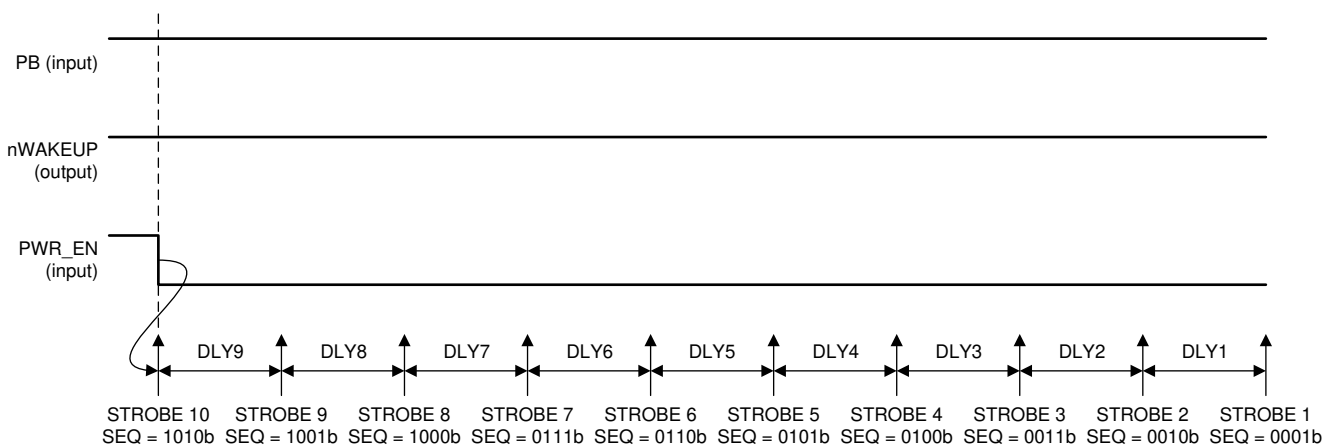 PB (input)
nWAKEUP
(output)
PWR_EN
(input)
DLY9 DLY8 DLY7 DLY6 DLY5 DLY4 DLY3 DLY2 DLY1
STROBE 10 STROBE 9 STROBE 8 STROBE 7 STROBE 6 STROBE 5 STROBE 4 STROBE 3 STROBE 2 STROBE 1
SEQ = 1010b SEQ = 1001b SEQ = 1000b SEQ = 0111b SEQ = 0110b SEQ = 0101b SEQ = 0100b SEQ = 0011b SEQ = 0010b SEQ = 0001b